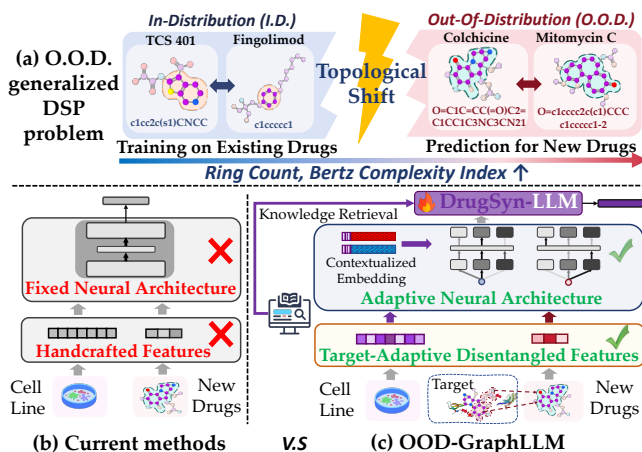 In-Distribution (I.D.)
Out-Of-Distribution (O.O.D.)
(a) O.O.D.
generalized
DSP
problem
TCS 401
Fingolimod
c1cc2c(s1)CNCC
c1ccccc1
Topological
Shift
Colchicine
Mitomycin C
O=C1C=CC(=O)C2=
C1CC1C3NC3CN21
O=c1cccc2c(c1)CCC
c1ccccc1-2
Training on Existing Drugs
Prediction for New Drugs
Ring Count, Bertz Complexity Index ↑
Fixed Neural Architecture
Handcrafted Features
Cell
Line
New
Drugs
(b) Current methods
V.S
DrugSyn-LLM
Knowledge Retrieval
Contextualized
Embedding
Adaptive Neural Architecture
Target-Adaptive Disentangled Features
Cell
Line
Target
New
Drugs
(c) OOD-GraphLLM